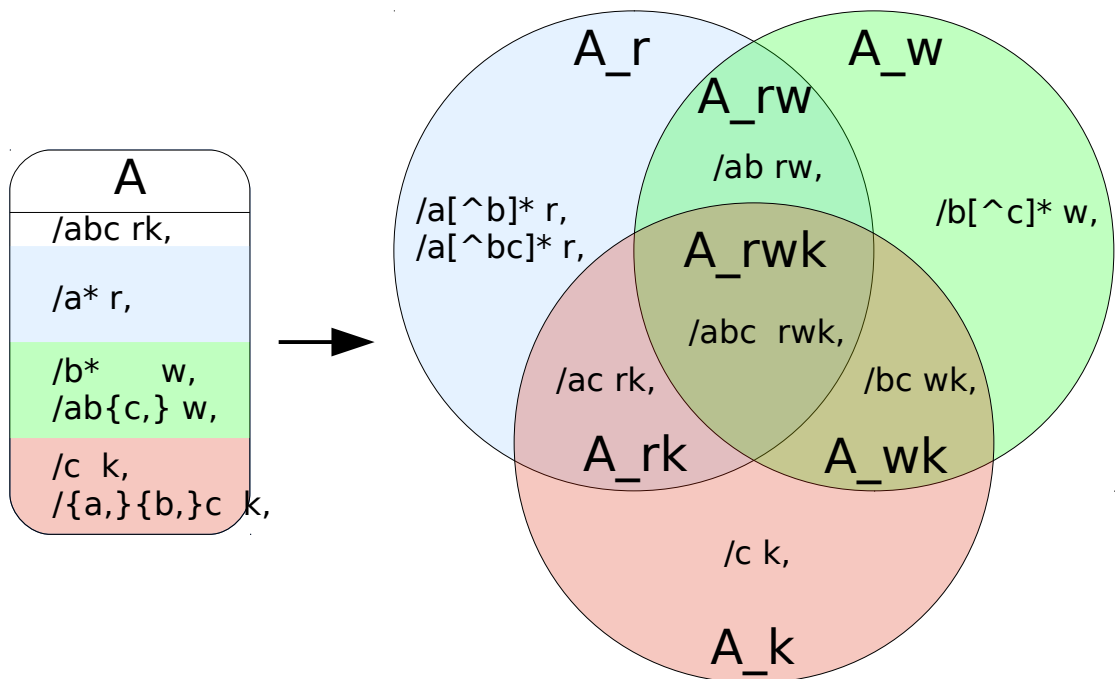 A
/abc rk,
/a* r,
/b*      w,
/ab{c,} w,
/c  k,
/{a,}{b,}c  k,
A_r
A_w
A_rw
/ab rw,
/a[^b]* r,
/a[^bc]* r,
/b[^c]* w,
A_rwk
/abc  rwk,
/ac rk,
/bc wk,
A_rk
A_wk
/c k,
A_k